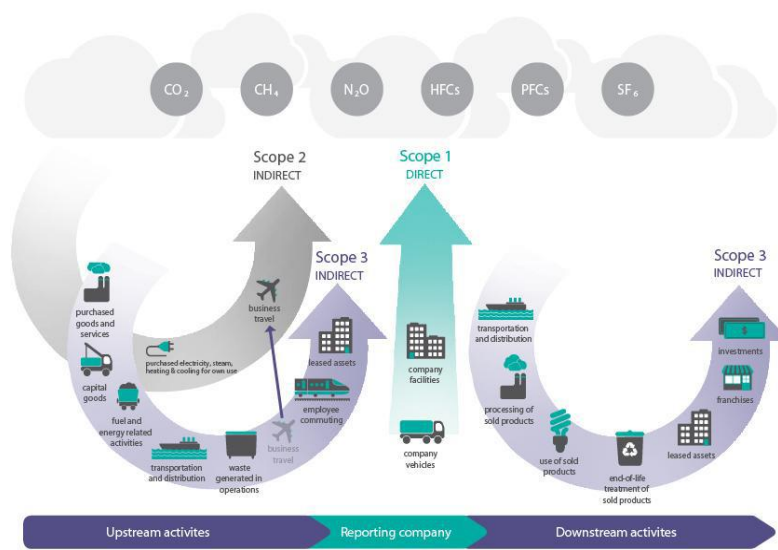 CO₂
CH₄
N₂O
HFCs
PFCs
SF₆
Scope 2
INDIRECT
Scope 1
DIRECT
Scope 3
INDIRECT
Scope 3
INDIRECT
purchased
goods and
services
capital
goods
fuel and
energy related
activities
transportation
and distribution
purchased electricity, steam,
heating & cooling for own use
waste
generated in
operations
business
travel
business
travel
employee
commuting
leased assets
company
facilities
company
vehicles
transportation
and distribution
processing of
sold products
use of sold
products
end-of-life
treatment of
sold products
leased assets
franchises
investments
Upstream activites
Reporting company
Downstream activites